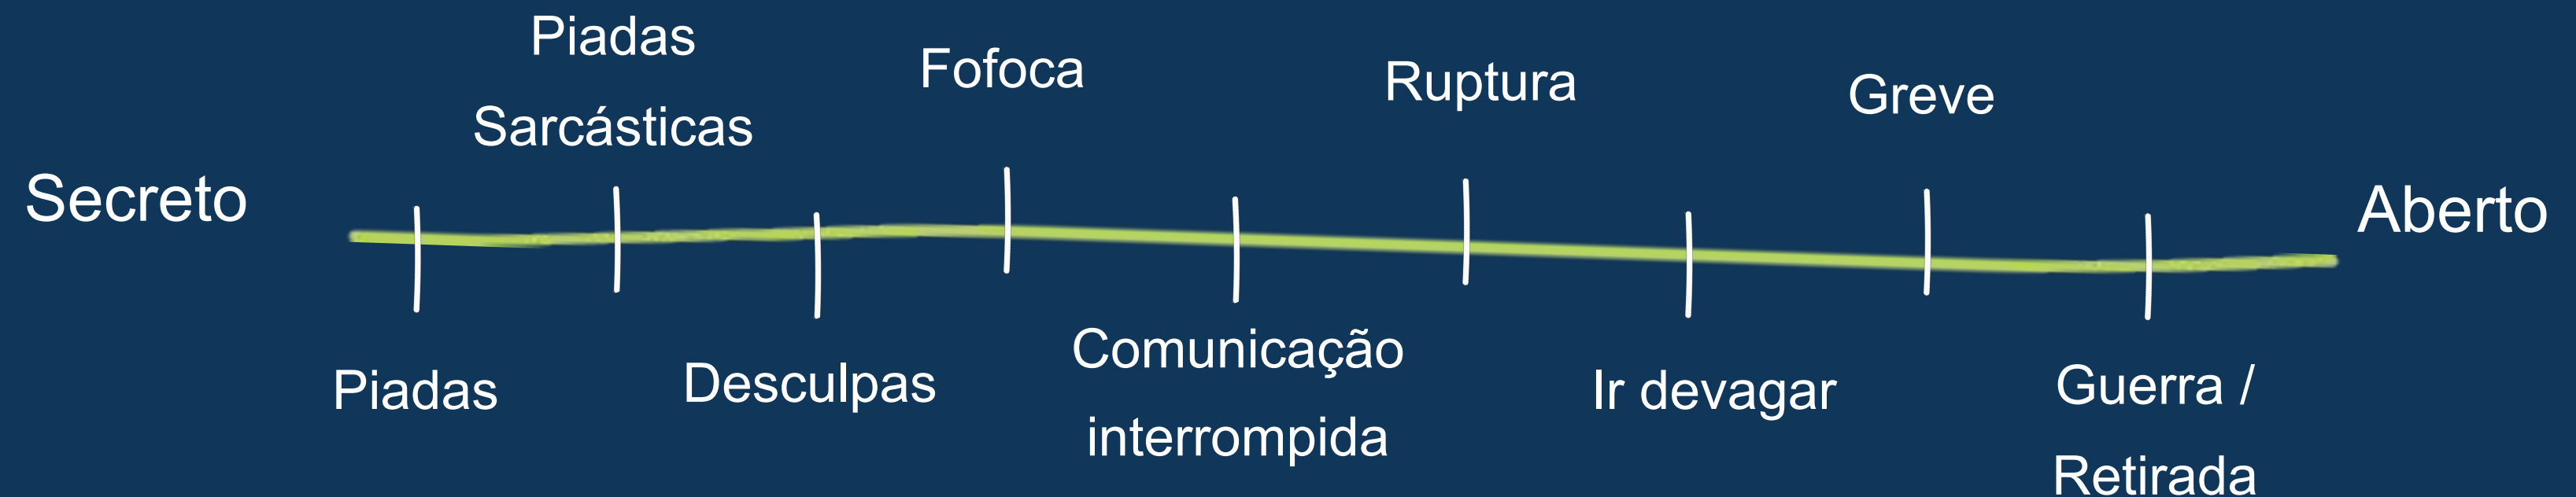 Secreto
Piadas
Piadas
Sarcásticas
Desculpas
Fofoca
Comunicação
interrompida
Ruptura
Ir devagar
Greve
Guerra /
Retirada
Aberto